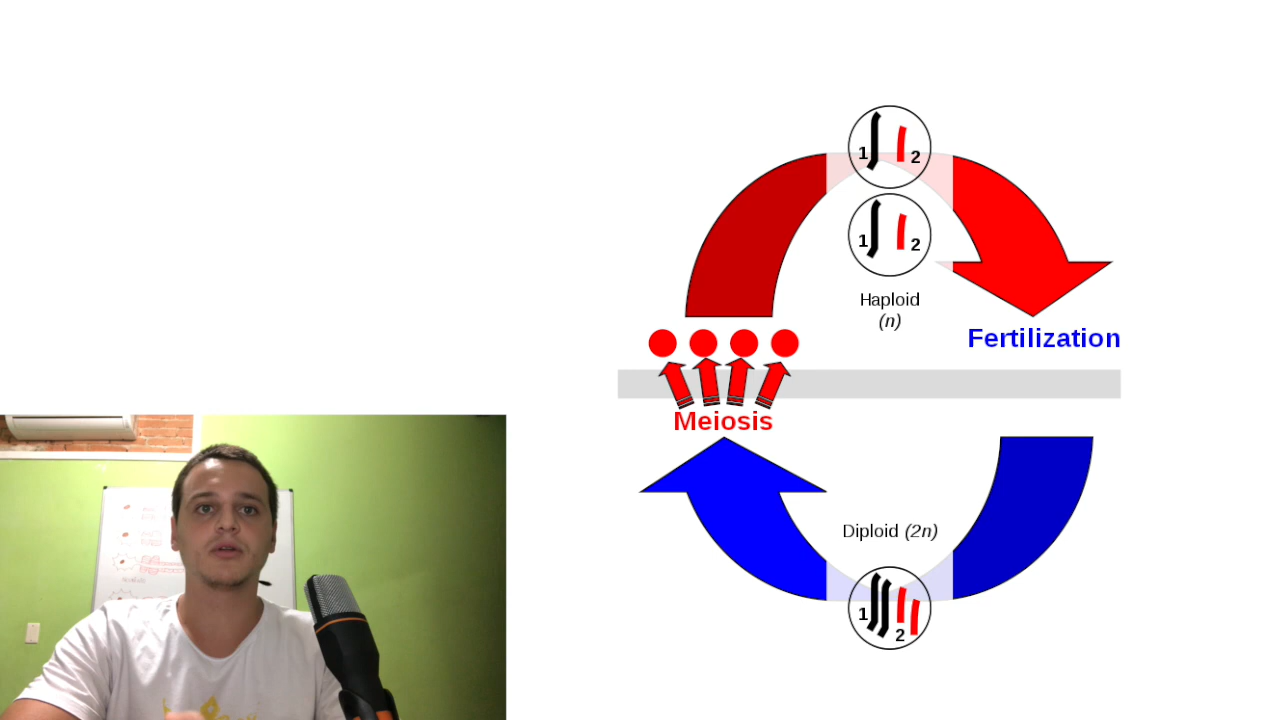 1 2
1 2
Haploid
(n)
Fertilization
Meiosis
Diploid (2n)
1
2